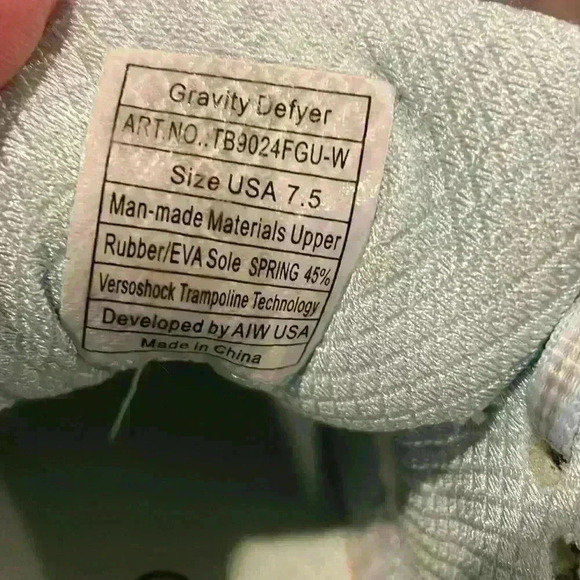 Gravity Defyer
ART.NO.:TB9024FGU-W
Size USA 7.5
Man-made Materials Upper
Rubber/EVA Sole SPRING 45%
Versoshock Trampoline Technology
Developed by AIW USA
Made in China